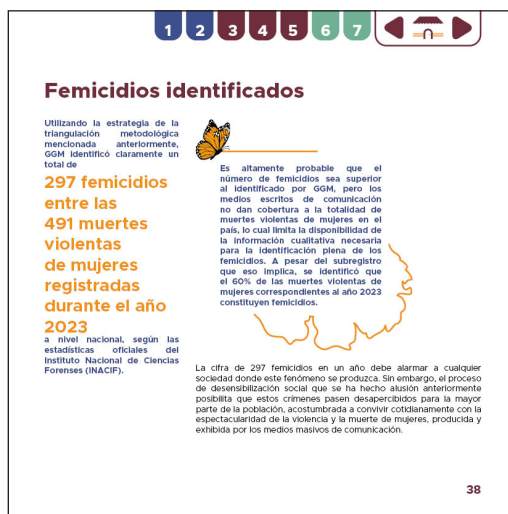 1 2 3 4 5 6 7
Femicidios identificados
Utilizando la estrategia de la
triangulación metodológica
mencionada anteriormente,
GGM identificó claramente un
total de
297 femicidios
entre las
491 muertes
violentas
de mujeres
registradas
durante el año
2023
a nivel nacional, según las
estadísticas oficiales del
Instituto Nacional de Ciencias
Forenses (INACIF).
Es altamente probable que el
número de femicidios sea superior
al identificado por GGM, pero los
medios escritos de comunicación
no dan cobertura a la totalidad de
muertes violentas de mujeres en el
país, lo cual limita la disponibilidad de
la información cualitativa necesaria
para la identificación plena de los
femicidios. A pesar del subregistro
que eso implica, se identificó que
el 60% de las muertes violentas de
mujeres correspondientes al año 2023
constituyen femicidios.
La cifra de 297 femicidios en un año debe alarmar a cualquier
sociedad donde este fenómeno se produzca. Sin embargo, el proceso
de desensibilización social que se ha hecho alusión anteriormente
posibilita que estos crímenes pasen desapercibidos para la mayor
parte de la población, acostumbrada a convivir cotidianamente con la
espectacularidad de la violencia y la muerte de mujeres, producida y
exhibida por los medios masivos de comunicación.
38